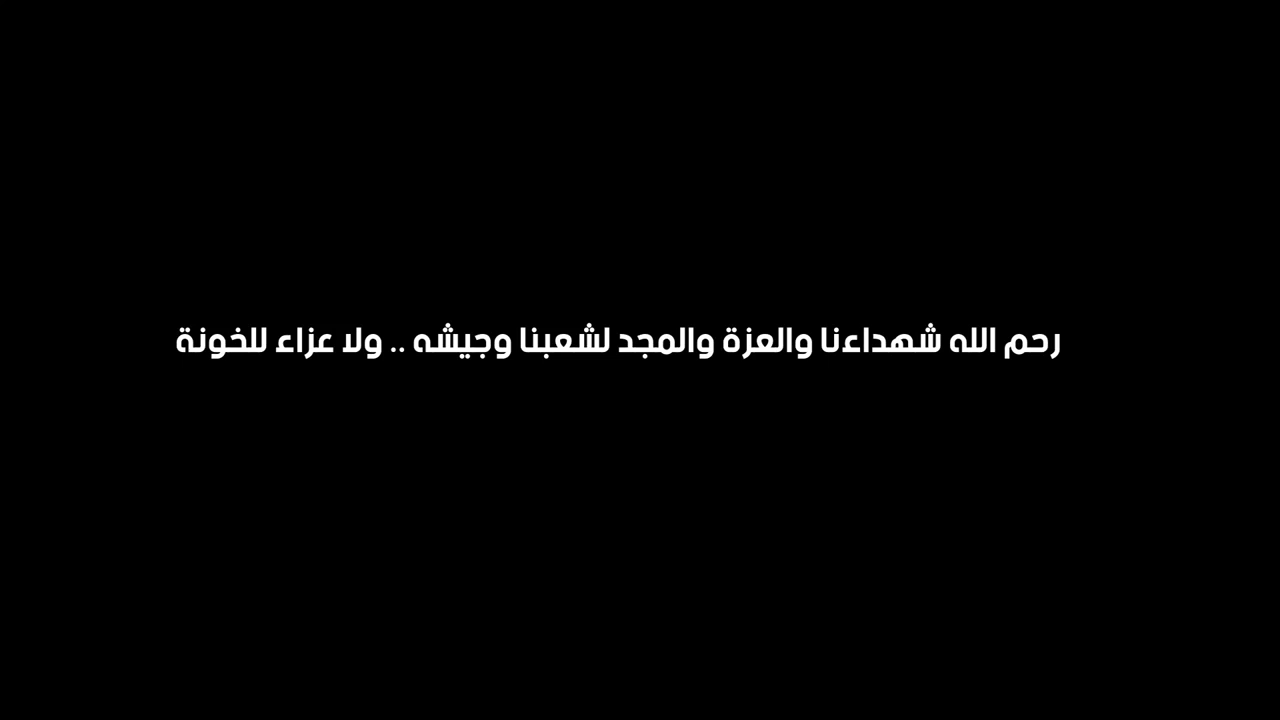 رحم الله شهداءنا والعزة والمجد لشعبنا وجيشه .. ولا عزاء للخونة